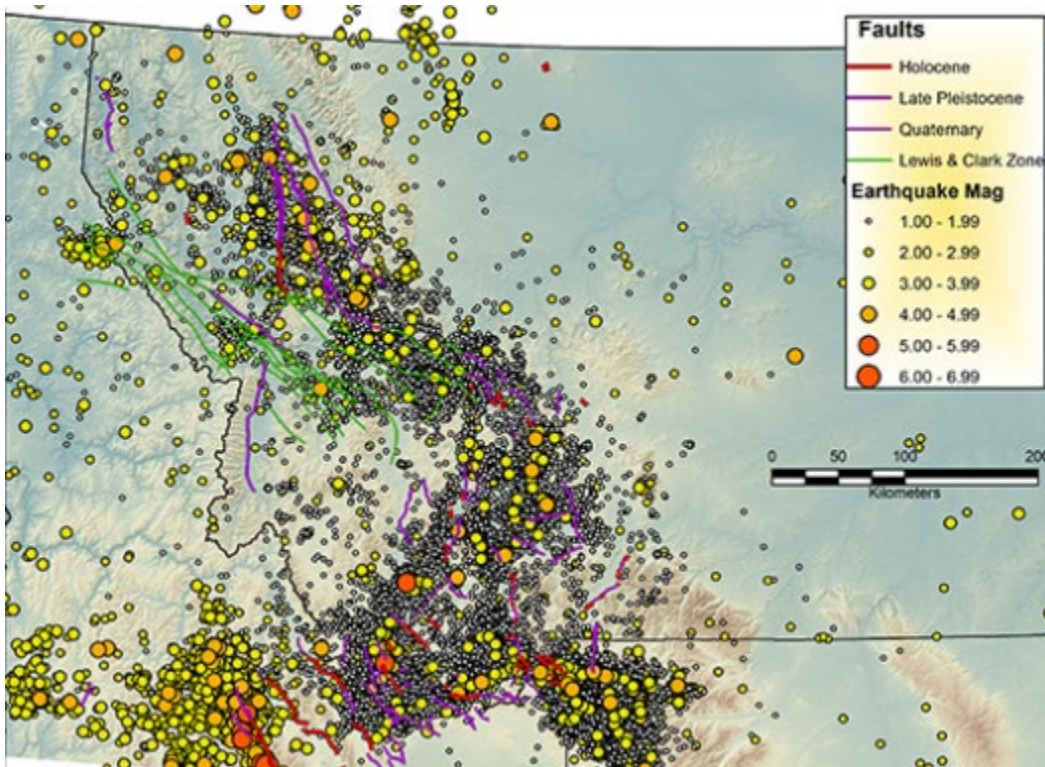 Faults
Holocene
Late Pleistocene
Quaternary
Lewis & Clark Zone
Earthquake Mag
1.00 - 1.99
2.00 - 2.99
3.00 - 3.99
4.00 - 4.99
5.00 - 5.99
6.00 - 6.99
0 50 100 200
Kilometers